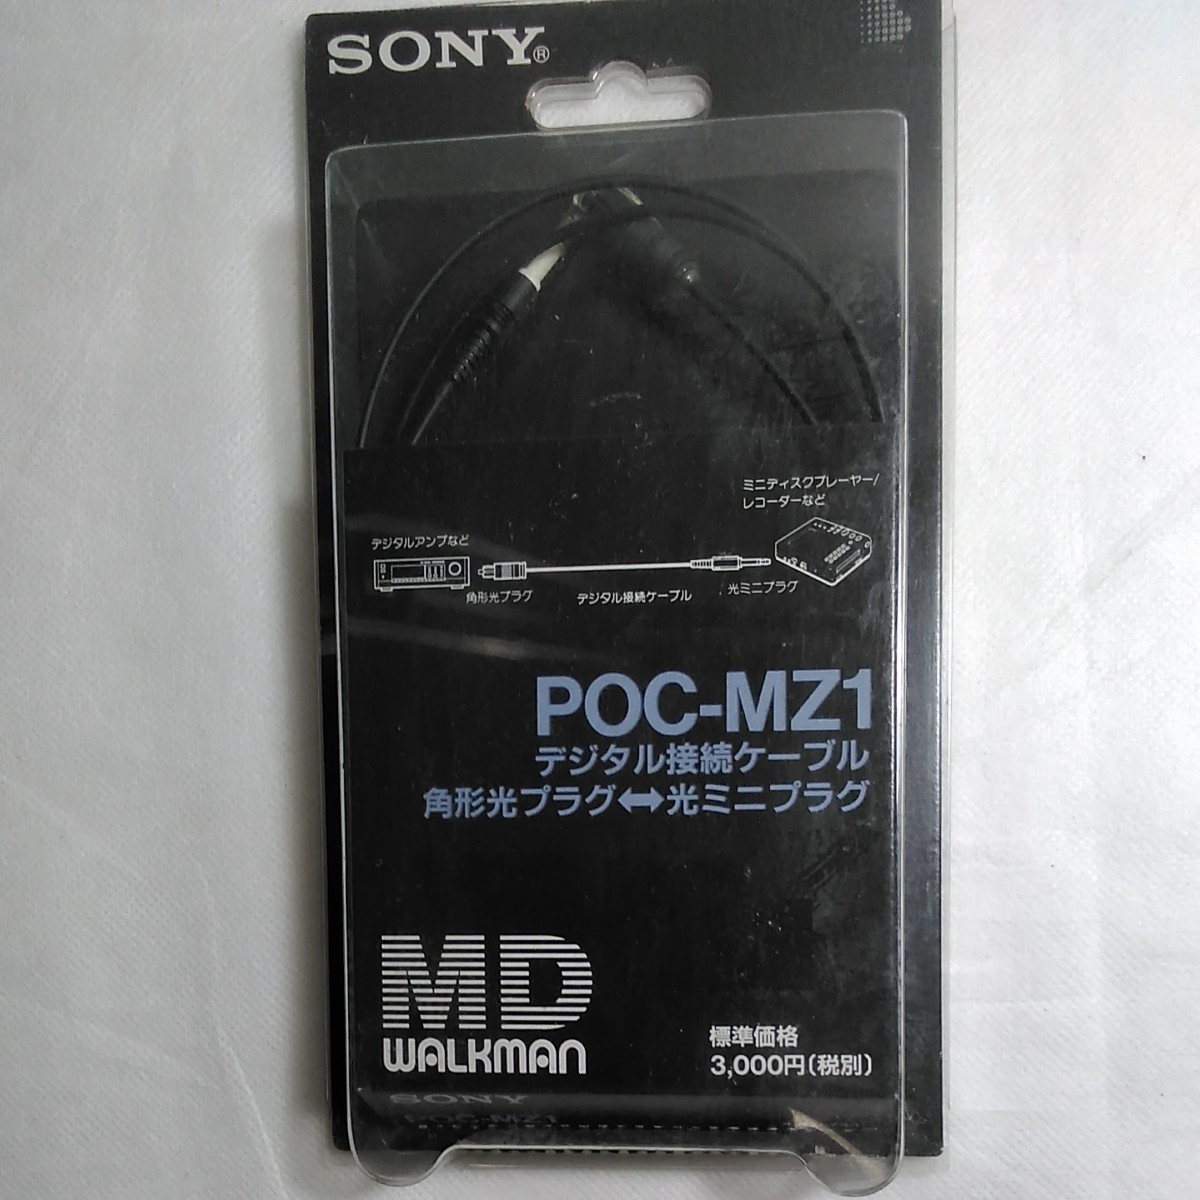 SONY®
ミニディスクプレーヤー/
レコーダーなど
デジタルアンプなど
角形光プラグ
デジタル接続ケーブル
光ミニプラグ
POC-MZ1
デジタル接続ケーブル
角形光プラグ⇔光ミニプラグ
MD
WALKMAN
標準価格
3,000円(税別)
SONY
POC-MZ1